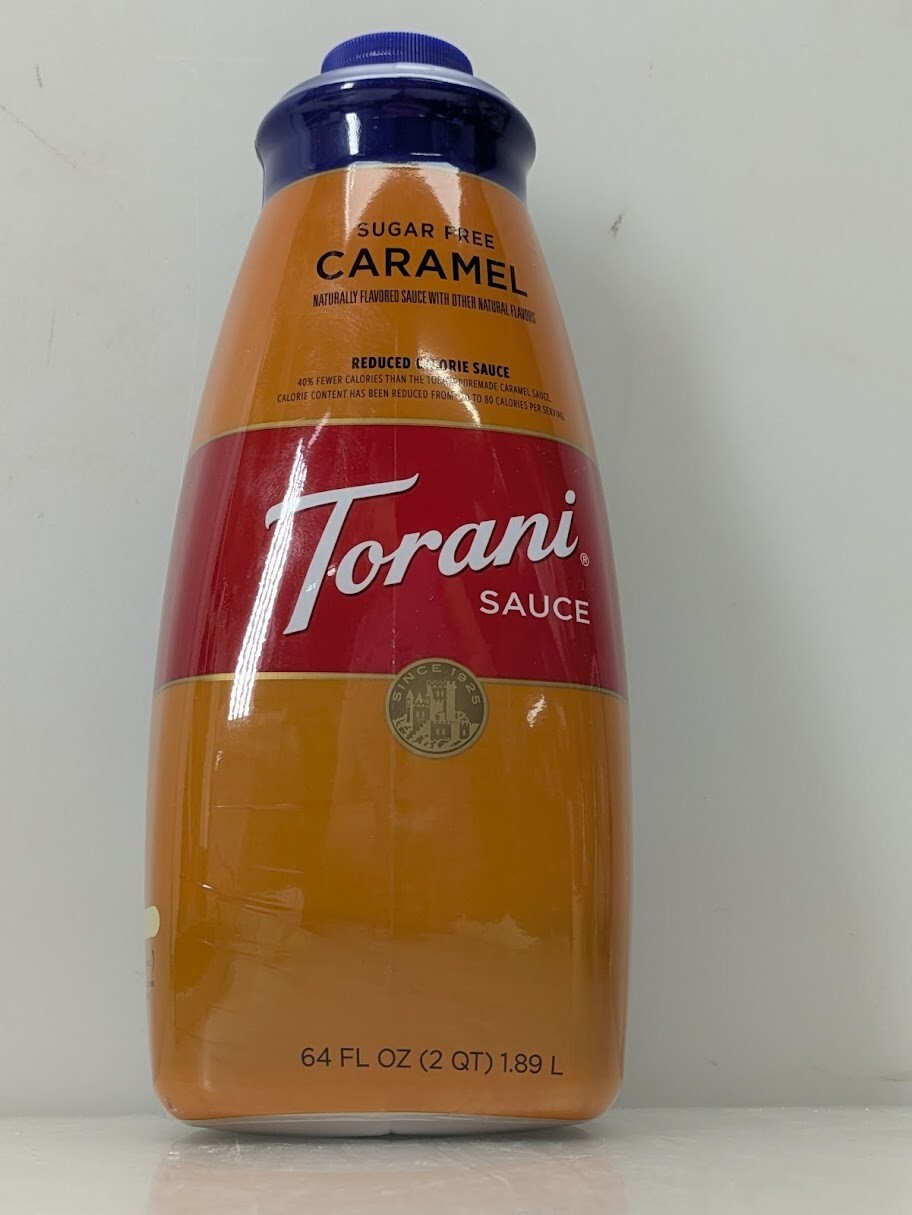 SUGAR FREE
CARAMEL
NATURALLY FLAVORED SAUCE WITH OTHER NATURAL FLAVORS
REDUCED CALORIE SAUCE
40% FEWER CALORIES THAN THE TORANI PUREMADE CARAMEL SAUCE.
CALORIE CONTENT HAS BEEN REDUCED FROM TO 80 CALORIES PER SERVING.
Torani®
SAUCE
SINCE 1925
64 FL OZ (2 QT) 1.89 L